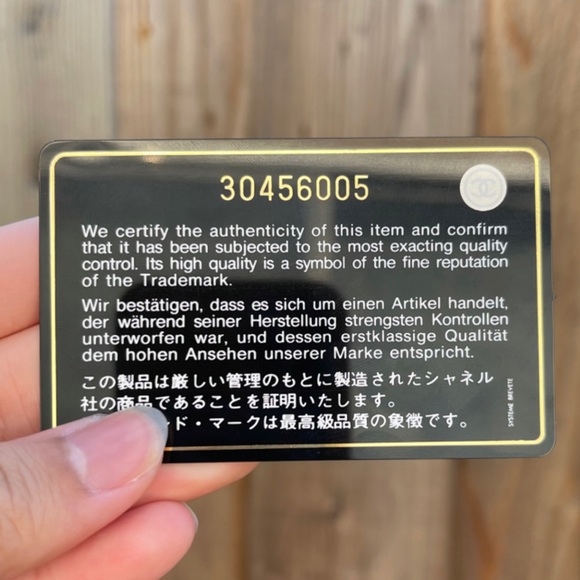 30456005
We certify the authenticity of this item and confirm
that it has been subjected to the most exacting quality
control. Its high quality is a symbol of the fine reputation
of the Trademark.
Wir bestätigen, dass es sich um einen Artikel handelt,
der während seiner Herstellung strengsten Kontrollen
unterworfen war, und dessen erstklassige Qualität
dem hohen Ansehen unserer Marke entspricht.
この製品は厳しい管理のもとに製造されたシャネル
社の商品であることを証明いたします。
ド・マークは最高級品質の象徴です。
SYSTEME BREVETE